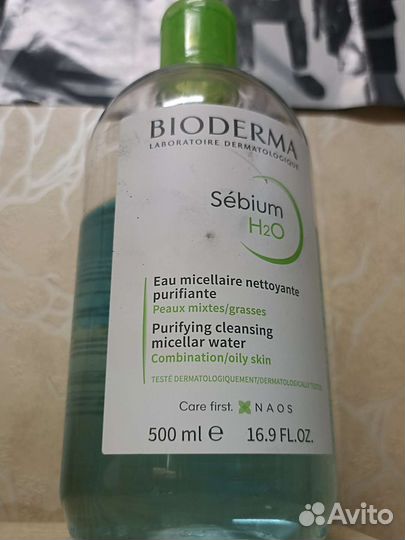 BIODERMA
LABORATOIRE DERMATOLOGIQUE
Sébium
H2O
Eau micellaire nettoyante
purifiante
Peaux mixtes/grasses
Purifying cleansing
micellar water
Combination/oily skin
TESTÉ DERMATOLOGIQUEMENT/DERMATOLOGICALLY TESTED
Care first. NAOS
500 ml e 16.9 FL.OZ.
Avito